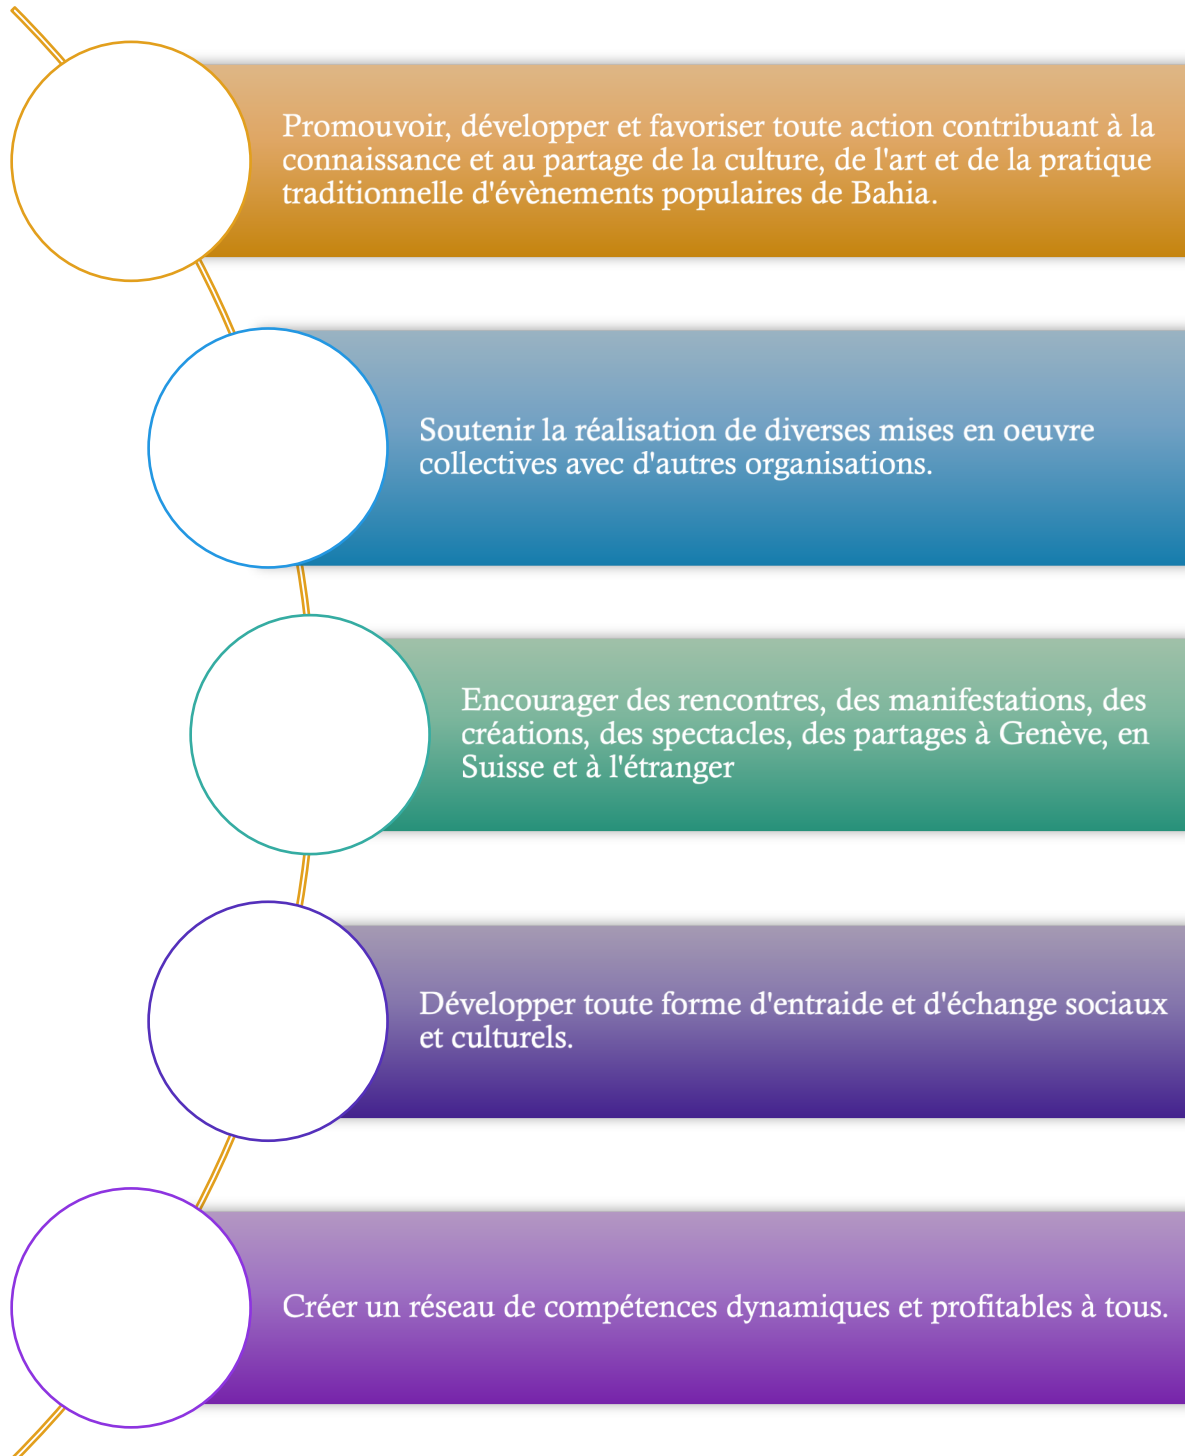 Promouvoir, développer et favoriser toute action contribuant à la
connaissance et au partage de la culture, de l'art et de la pratique
traditionnelle d'évènements populaires de Bahia.
Soutenir la réalisation de diverses mises en oeuvre
collectives avec d'autres organisations.
Encourager des rencontres, des manifestations, des
créations, des spectacles, des partages à Genève, en
Suisse et à l'étranger
Développer toute forme d'entraide et d'échange sociaux
et culturels.
Créer un réseau de compétences dynamiques et profitables à tous.